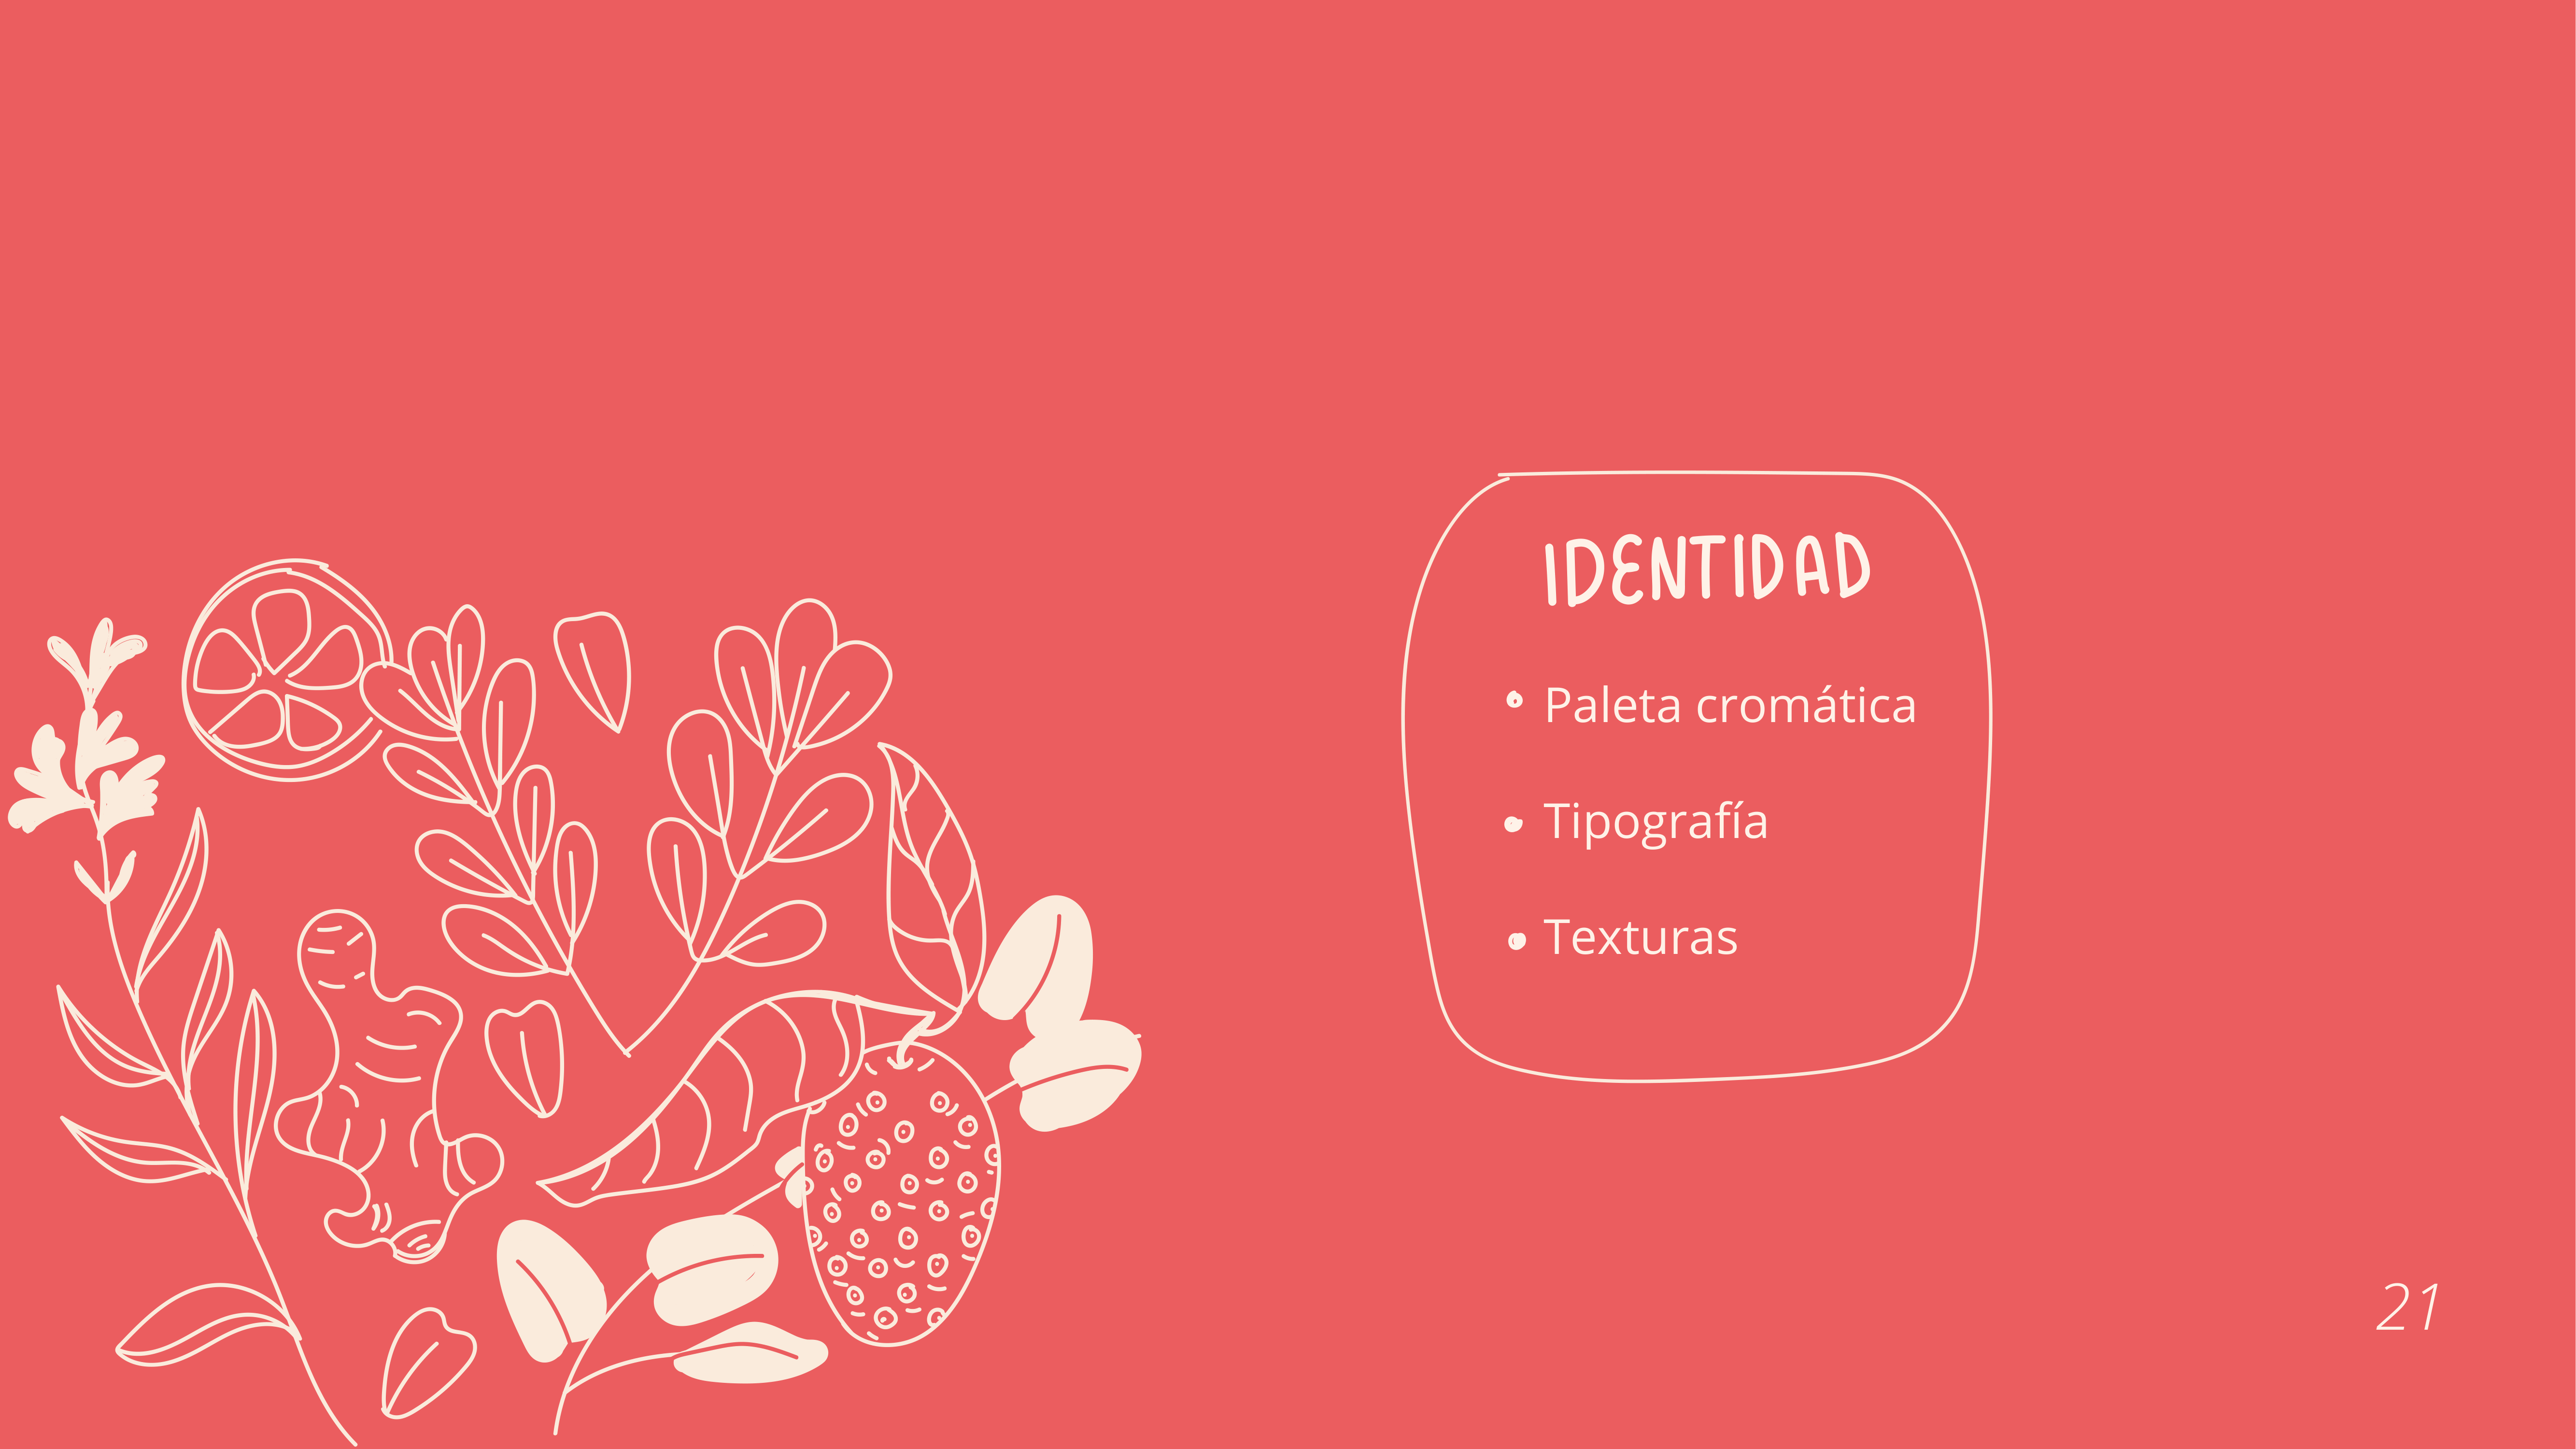 IDENTIDAD
• Paleta cromática
• Tipografía
• Texturas
21